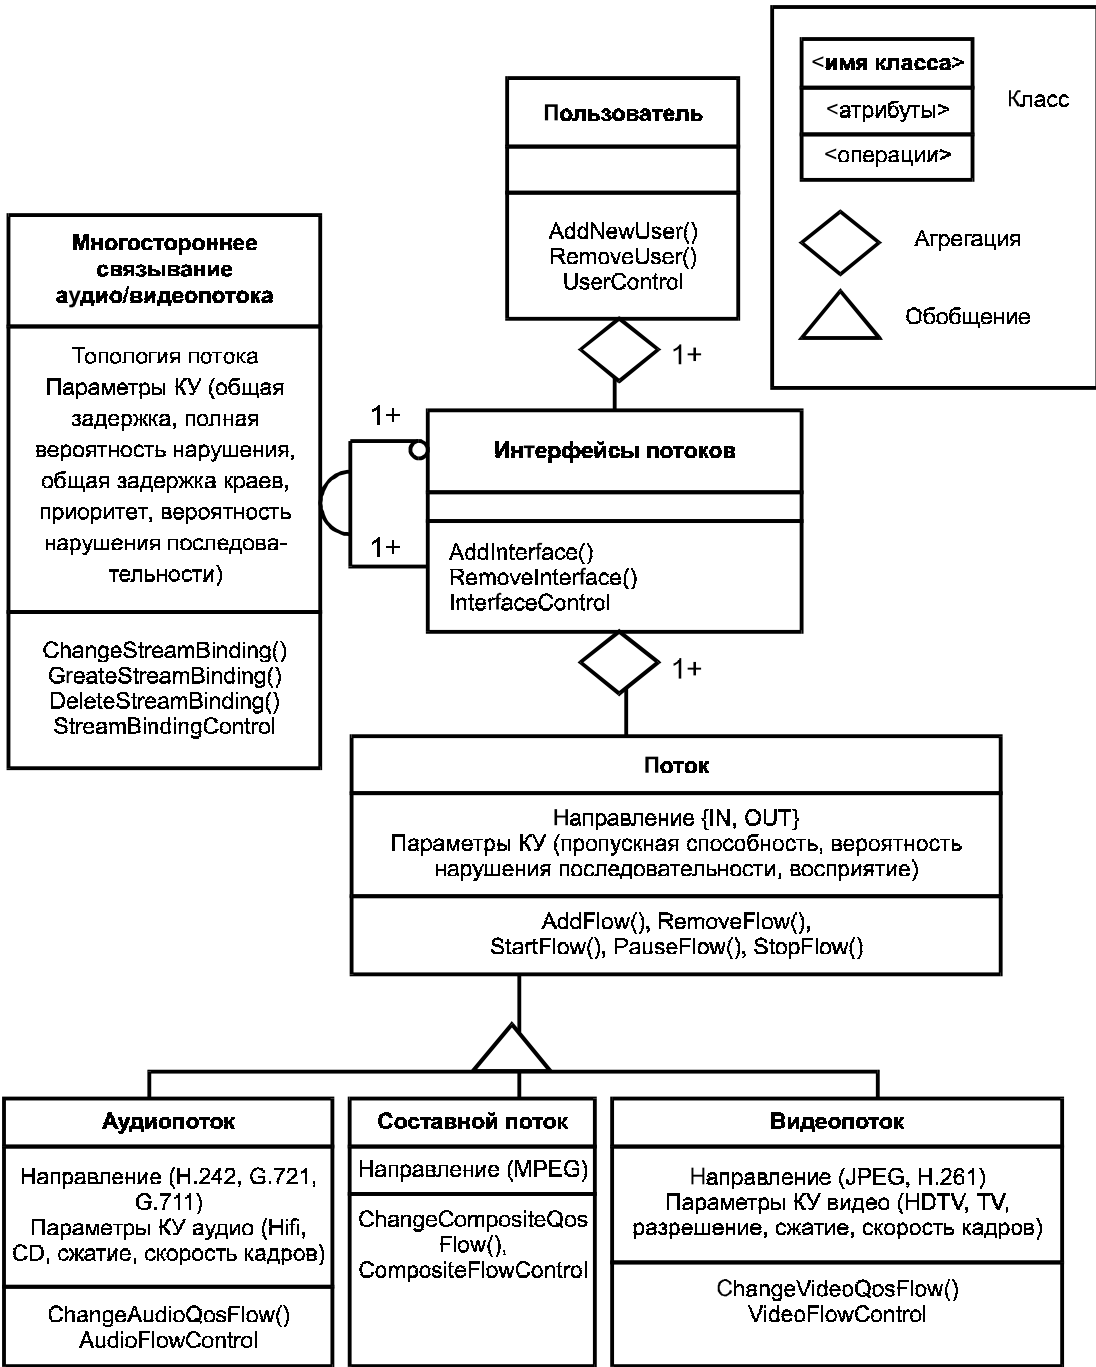 <имя класса>
<атрибуты>
<операции>
Класс
Агрегация
Обобщение
Пользователь
AddNewUser()
RemoveUser()
UserControl
1+
Многостороннее
связывание
аудио/видеопотока
Топология потока
Параметры КУ (общая
задержка, полная
вероятность нарушения,
общая задержка краев,
приоритет, вероятность
нарушения последова-
тельности)
ChangeStreamBinding()
GreateStreamBinding()
DeleteStreamBinding()
StreamBindingControl
1+
1+
Интерфейсы потоков
AddInterface()
RemoveInterface()
InterfaceControl
1+
Поток
Направление {IN, OUT}
Параметры КУ (пропускная способность, вероятность
нарушения последовательности, восприятие)
AddFlow(), RemoveFlow(),
StartFlow(), PauseFlow(), StopFlow()
Аудиопоток
Направление (H.242, G.721,
G.711)
Параметры КУ аудио (Hifi,
CD, сжатие, скорость кадров)
ChangeAudioQosFlow()
AudioFlowControl
Составной поток
Направление (MPEG)
ChangeCompositeQos
Flow(),
CompositeFlowControl
Видеопоток
Направление (JPEG, H.261)
Параметры КУ видео (HDTV, TV,
разрешение, сжатие, скорость кадров)
ChangeVideoQosFlow()
VideoFlowControl